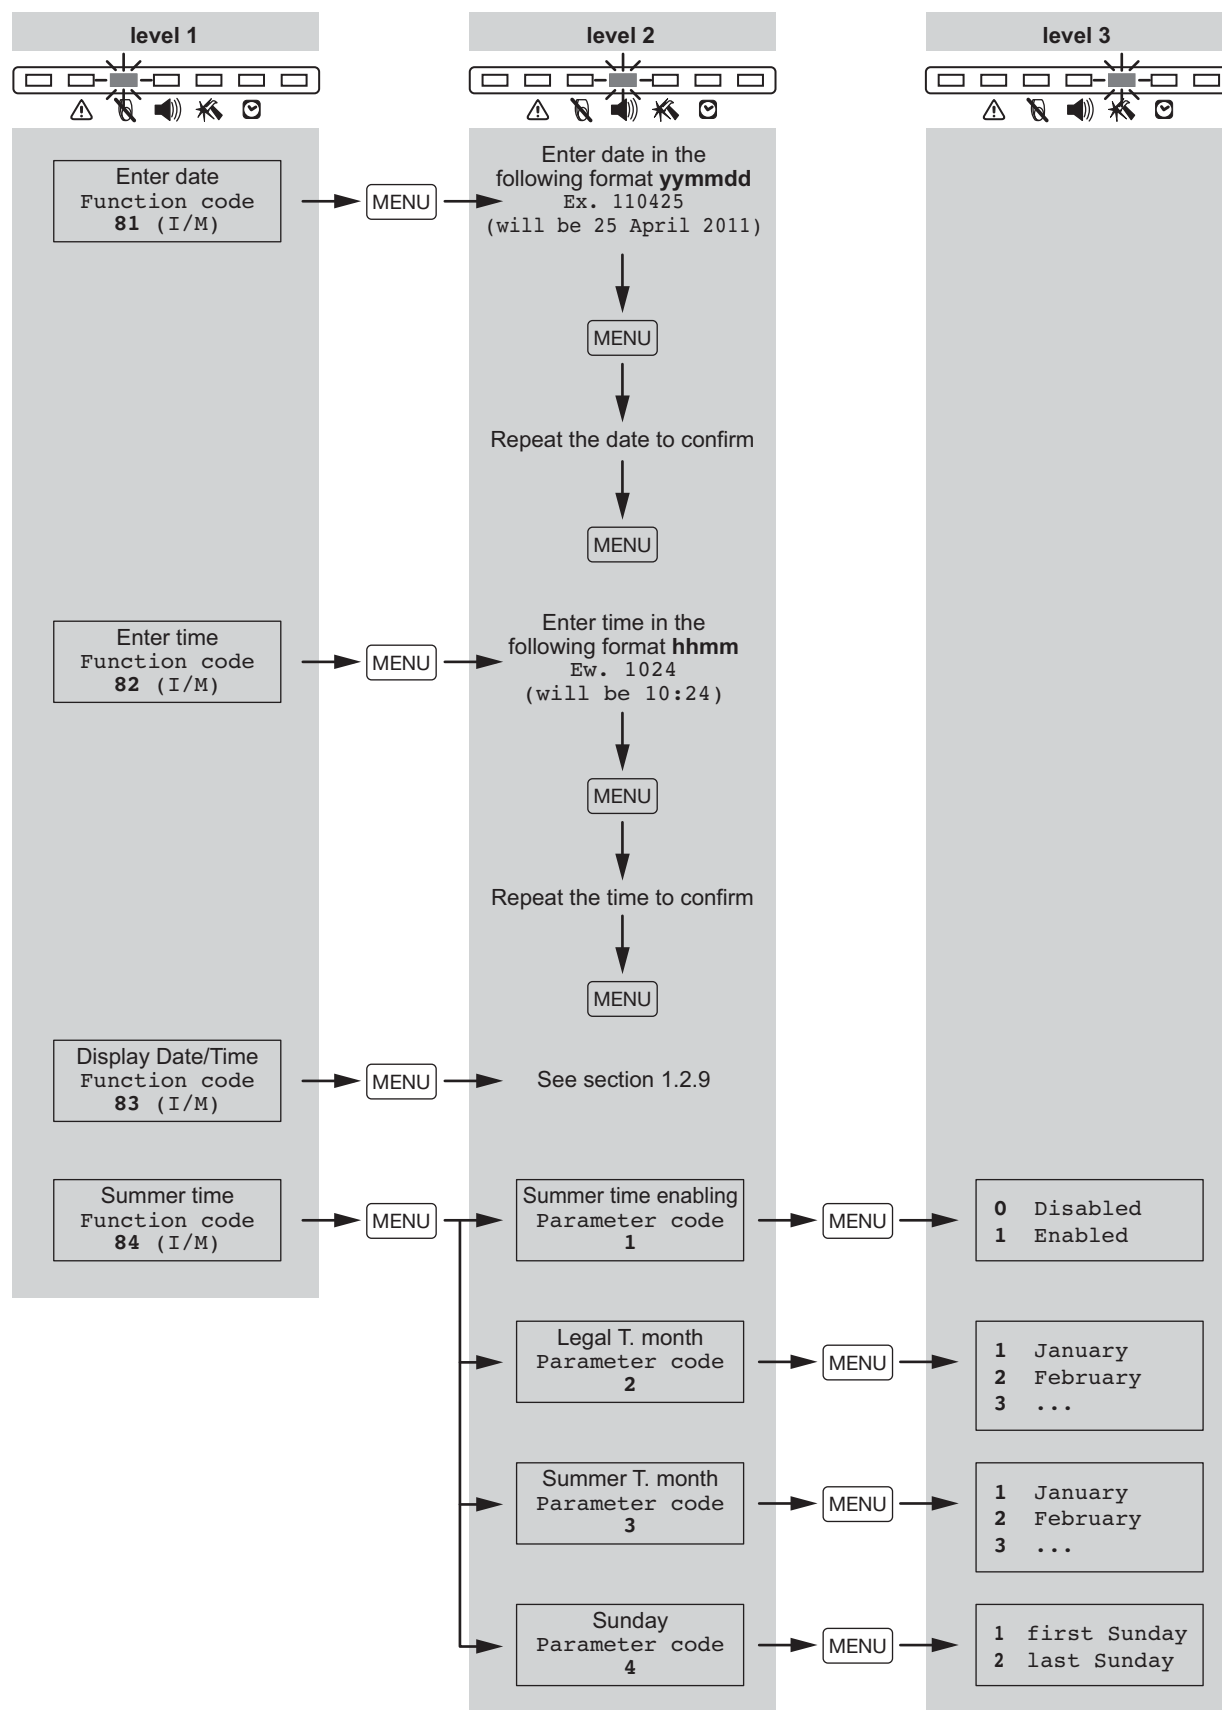 level 1
level 2
level 3
Enter date
Function code
81 (I/M)
MENU
Enter date in the
following format yymmdd
Ex. 110425
(will be 25 April 2011)
MENU
Repeat the date to confirm
MENU
Enter time
Function code
82 (I/M)
MENU
Enter time in the
following format hhmm
Ew. 1024
(will be 10:24)
MENU
Repeat the time to confirm
MENU
Display Date/Time
Function code
83 (I/M)
MENU
See section 1.2.9
Summer time
Function code
84 (I/M)
MENU
Summer time enabling
Parameter code
1
MENU
0 Disabled
1 Enabled
Legal T. month
Parameter code
2
MENU
1 January
2 February
3 ...
Summer T. month
Parameter code
3
MENU
1 January
2 February
3 ...
Sunday
Parameter code
4
MENU
1 first Sunday
2 last Sunday